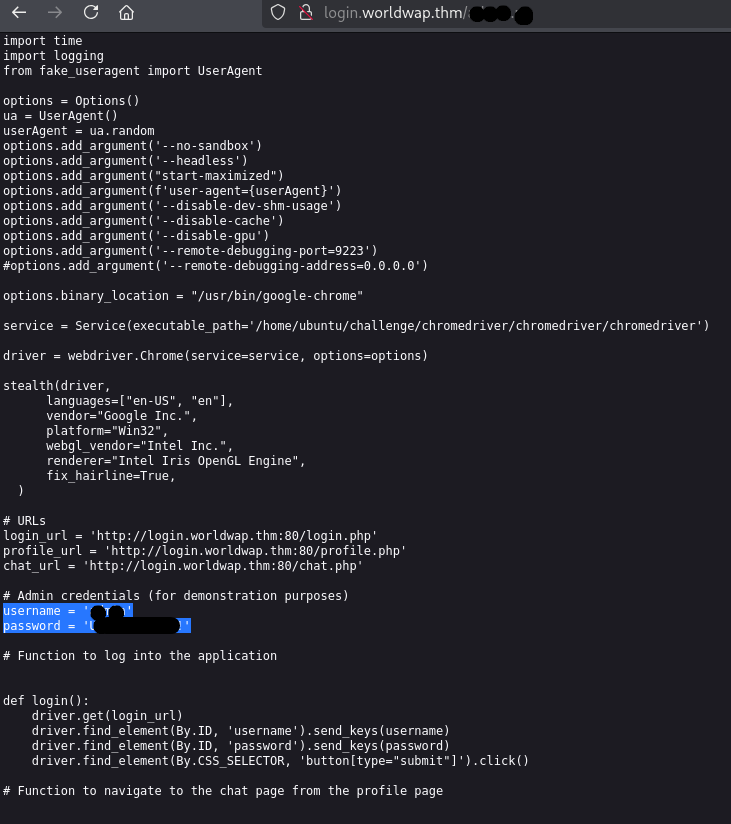 login.worldwap.thm/
import time
import logging
from fake_useragent import UserAgent
options = Options()
ua = UserAgent()
userAgent = ua.random
options.add_argument('--no-sandbox')
options.add_argument('--headless')
options.add_argument("start-maximized")
options.add_argument(f'user-agent={userAgent}')
options.add_argument('--disable-dev-shm-usage')
options.add_argument('--disable-cache')
options.add_argument('--disable-gpu')
options.add_argument('--remote-debugging-port=9223')
#options.add_argument('--remote-debugging-address=0.0.0.0')
options.binary_location = "/usr/bin/google-chrome"
service = Service(executable_path='/home/ubuntu/challenge/chromedriver/chromedriver/chromedriver')
driver = webdriver.Chrome(service=service, options=options)
stealth(driver,
languages=["en-US", "en"],
vendor="Google Inc.",
platform="Win32",
webgl_vendor="Intel Inc.",
renderer="Intel Iris OpenGL Engine",
fix_hairline=True,
)
# URLs
login_url = 'http://login.worldwap.thm:80/login.php'
profile_url = 'http://login.worldwap.thm:80/profile.php'
chat_url = 'http://login.worldwap.thm:80/chat.php'
# Admin credentials (for demonstration purposes)
username = '
password = '
# Function to log into the application
def login():
driver.get(login_url)
driver.find_element(By.ID, 'username').send_keys(username)
driver.find_element(By.ID, 'password').send_keys(password)
driver.find_element(By.CSS_SELECTOR, 'button[type="submit"]').click()
# Function to navigate to the chat page from the profile page